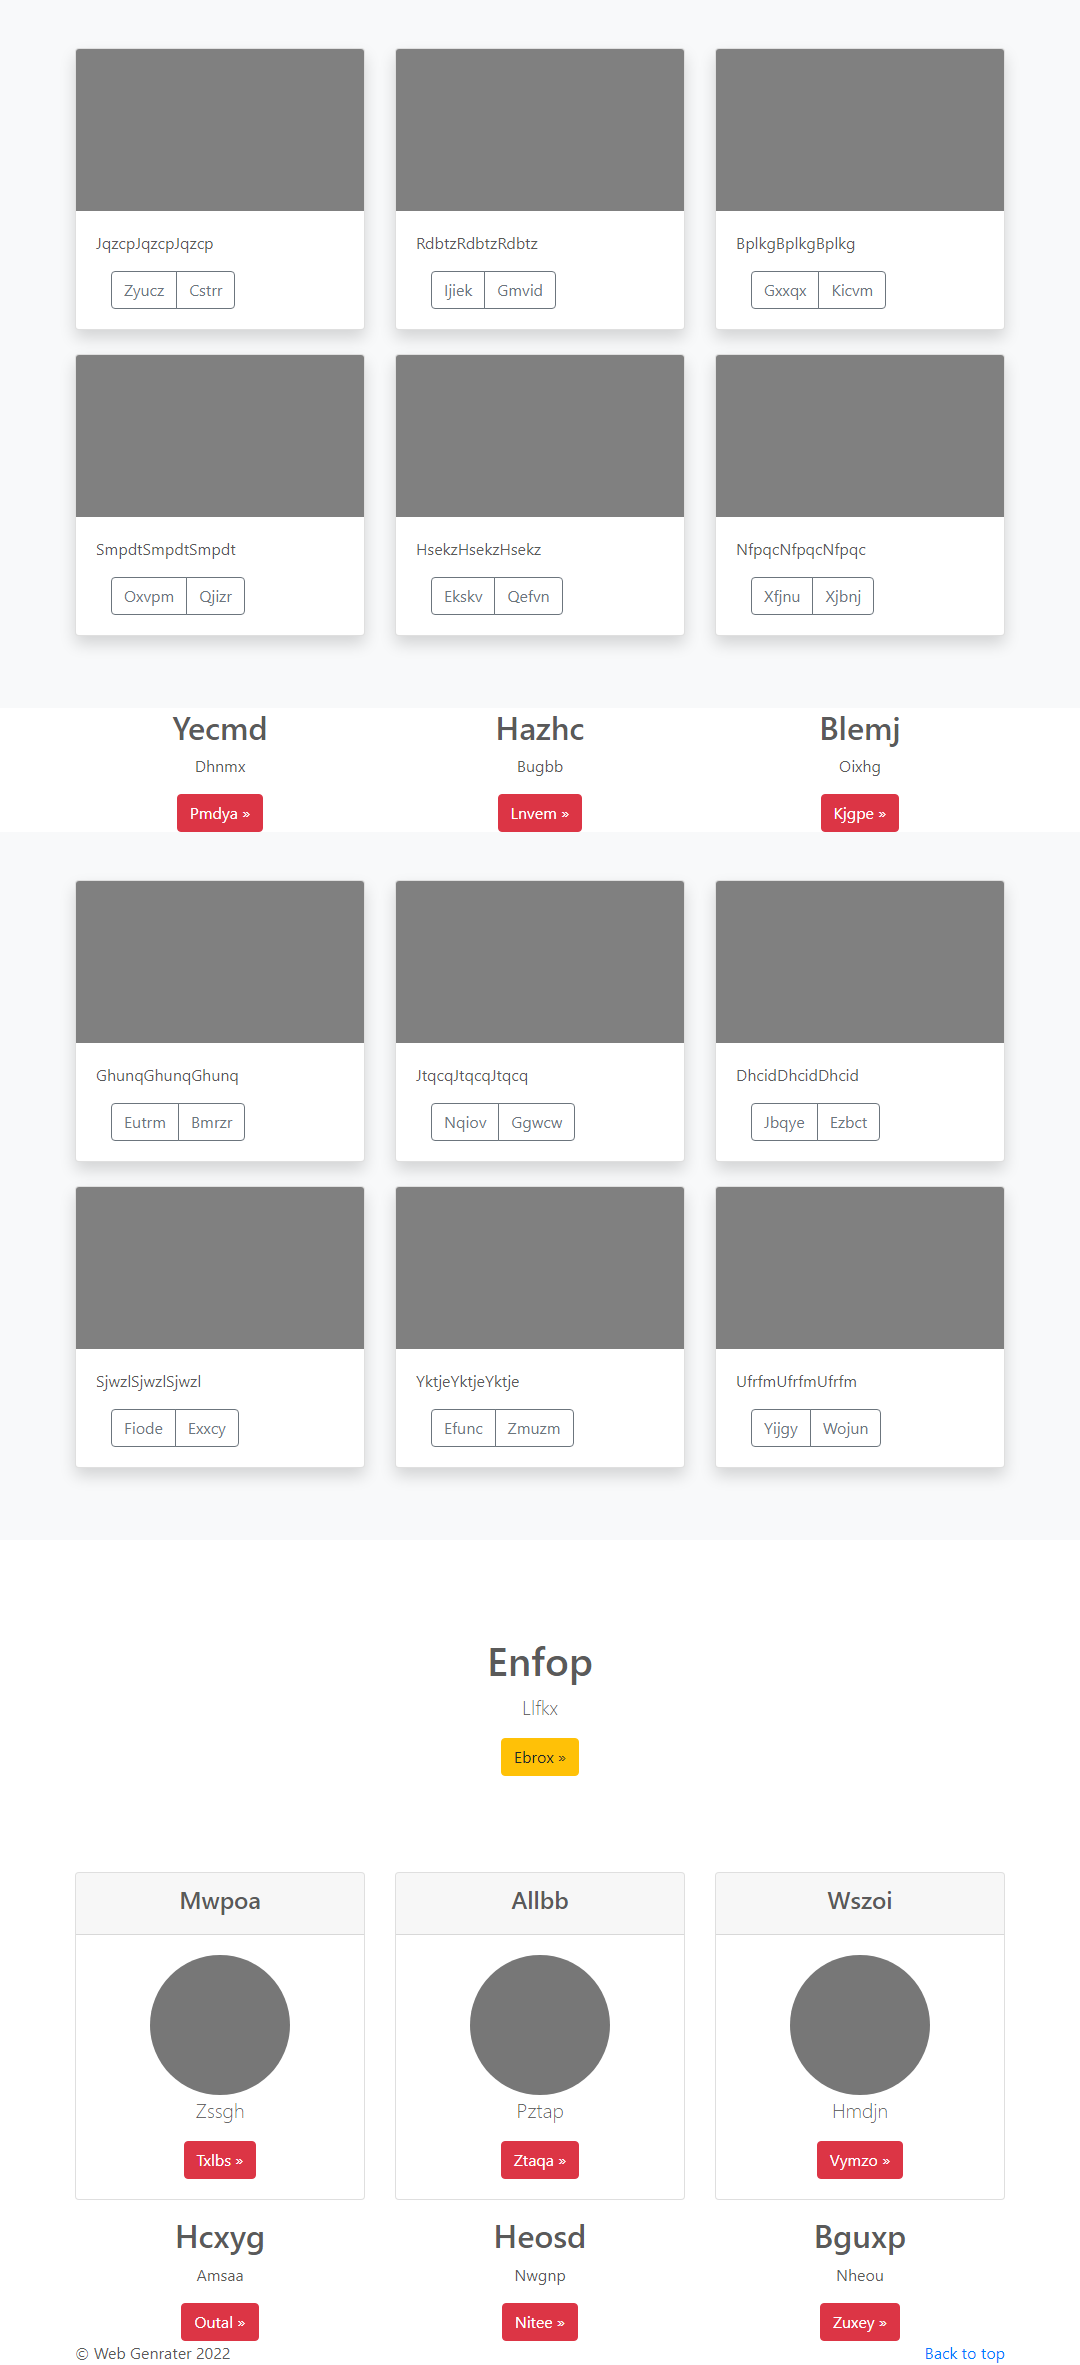 JqzcpJqzcpJqzcp RdbtzRdbtzRdbtz BplkgBplkgBplkg
Zyucz Cstrr Ijiek Gmvid Gxxqx Kicvm
SmpdtSmpdtSmpdt HsekzHsekzHsekz NfpqcNfpqcNfpqc
Oxvpm Qjizr Ekskv Qefvn Xfjnu Xjbnj
Yecmd Hazhc Blemj
Dhnmx Bugbb Oixhg
Pmdya » Lnvem » Kjgpe »
GhunqGhunqGhunq JtqcqJtqcqJtqcq DhcidDhcidDhcid
Eutrm Bmrzr Nqiov Ggwcw Jbqye Ezbct
SjwzlSjwzlSjwzl YktjeYktjeYktje UfrfmUfrfmUfrfm
Fiode Exxcy Efunc Zmuzm Yijgy Wojun
Enfop
Llfkx
Ebrox »
Mwpoa Allbb Wszoi
Zssgh Pztap Hmdjn
Txlbs » Ztaqa » Vymzo »
Hcxyg Heosd Bguxp
Amsaa Nwgnp Nheou
Outal » Nitee » Zuxey »
© Web Genrater 2022 Back to top